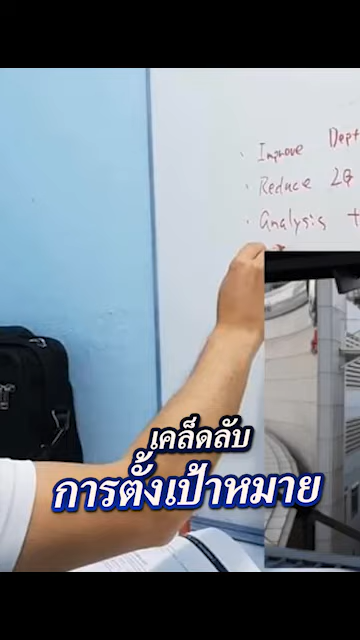 · Improve Dept
· Reduce
· Analysis +
เคล็ดลับ
การตั้งเป้าหมาย